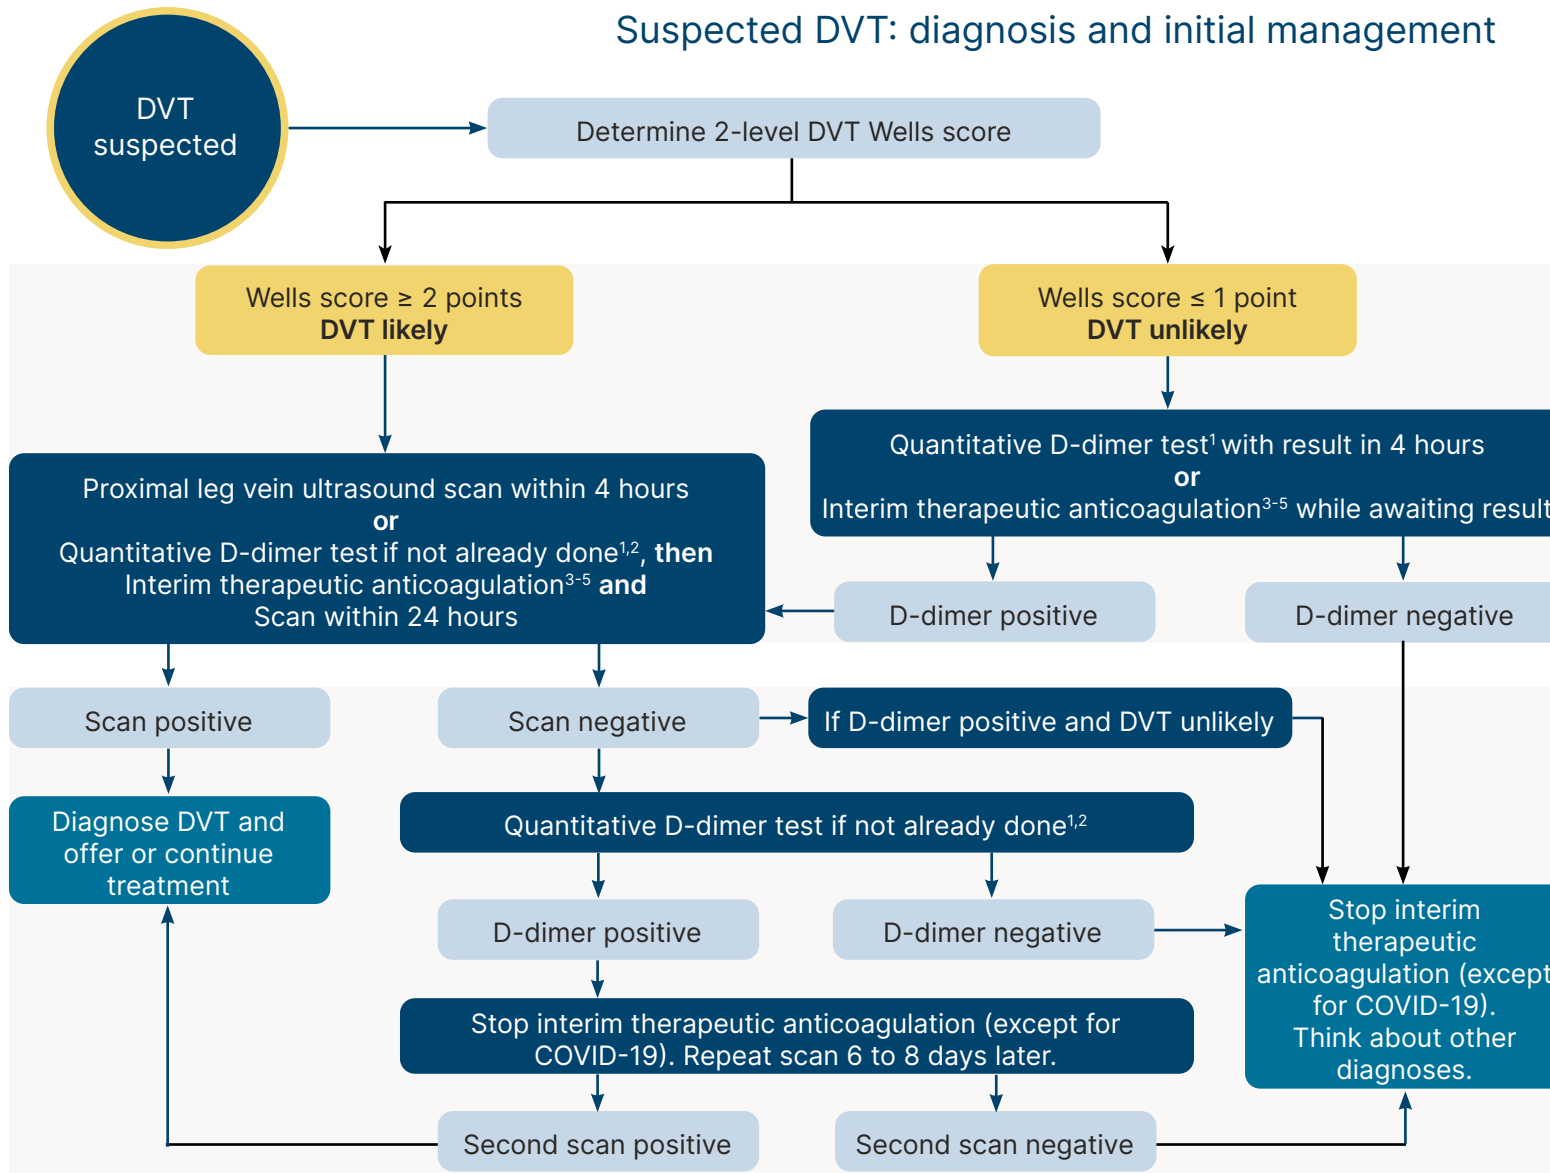 Suspected DVT: diagnosis and initial management
DVT
suspected
Determine 2-level DVT Wells score
Wells score ≥ 2 points
DVT likely
Wells score ≤ 1 point
DVT unlikely
Quantitative D-dimer test¹ with result in 4 hours
or
Interim therapeutic anticoagulation³⁻⁵ while awaiting result
Proximal leg vein ultrasound scan within 4 hours
or
Quantitative D-dimer test if not already done¹,², then
Interim therapeutic anticoagulation³⁻⁵ and
Scan within 24 hours
D-dimer positive
D-dimer negative
Scan positive
Scan negative
If D-dimer positive and DVT unlikely
Diagnose DVT and
offer or continue
treatment
Quantitative D-dimer test if not already done¹,²
D-dimer positive
D-dimer negative
Stop interim
therapeutic
anticoagulation (except
for COVID-19).
Think about other
diagnoses.
Stop interim therapeutic anticoagulation (except for
COVID-19). Repeat scan 6 to 8 days later.
Second scan positive
Second scan negative